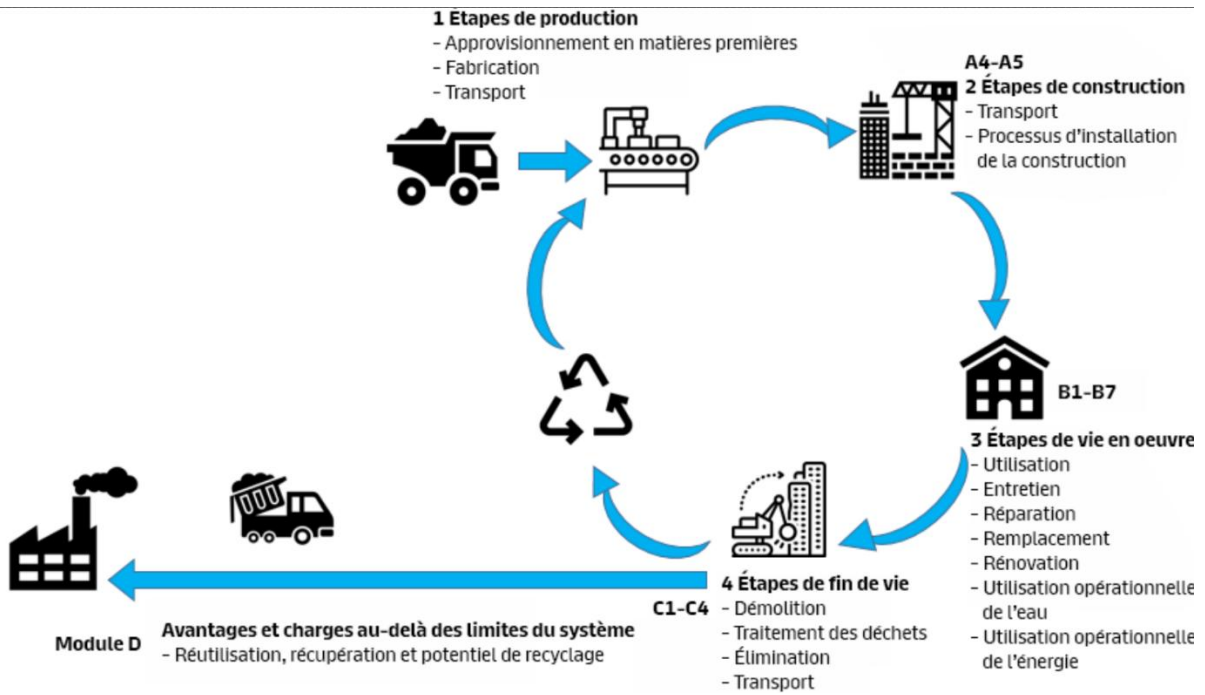 1 Étapes de production
- Approvisionnement en matières premières
- Fabrication
- Transport
A4-A5
2 Étapes de construction
- Transport
- Processus d'installation
de la construction
B1-B7
3 Étapes de vie en oeuvre
- Utilisation
- Entretien
- Réparation
- Remplacement
- Rénovation
- Utilisation opérationnelle
de l'eau
- Utilisation opérationnelle
de l'énergie
C1-C4
4 Étapes de fin de vie
- Démolition
- Traitement des déchets
- Élimination
- Transport
Module D
Avantages et charges au-delà des limites du système
- Réutilisation, récupération et potentiel de recyclage